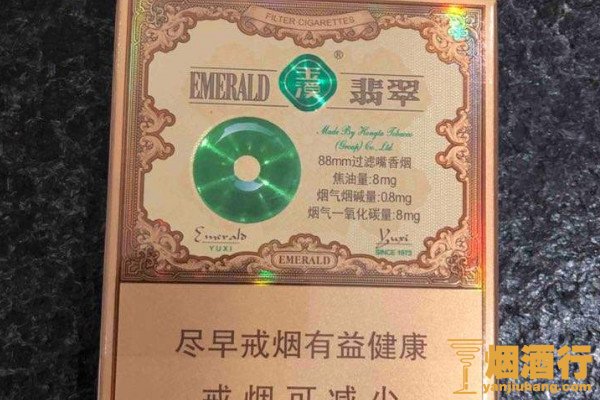 FILTER CIGARETTES
EMERALD 玉溪® 翡翠
Made By Hongta Tobacco
(Group) Co. Ltd.
88mm过滤嘴香烟
焦油量:8mg
烟气烟碱量:0.8mg
烟气一氧化碳量:8mg
Emerald
YUXI
Yuxi
SINCE 1973
EMERALD
尽早戒烟有益健康
戒烟可减少
烟酒行
yanjiuhang.com